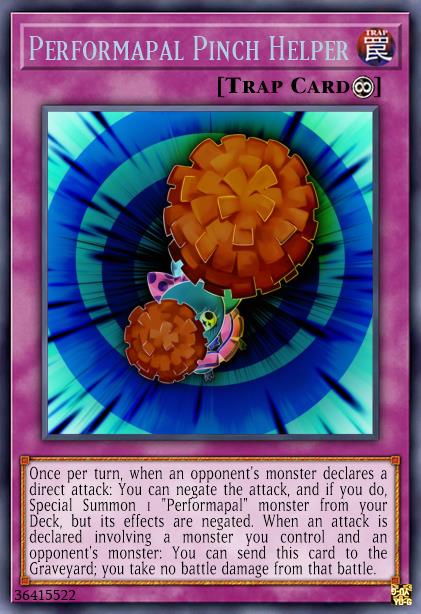 PERFORMAPAL PINCH HELPER
TRAP
罠
[TRAP CARD]
Once per turn, when an opponent's monster declares a
direct attack: You can negate the attack, and if you do,
Special Summon 1 "Performapal" monster from your
Deck, but its effects are negated. When an attack is
declared involving a monster you control and an
opponent's monster: You can send this card to the
Graveyard; you take no battle damage from that battle.
36415522